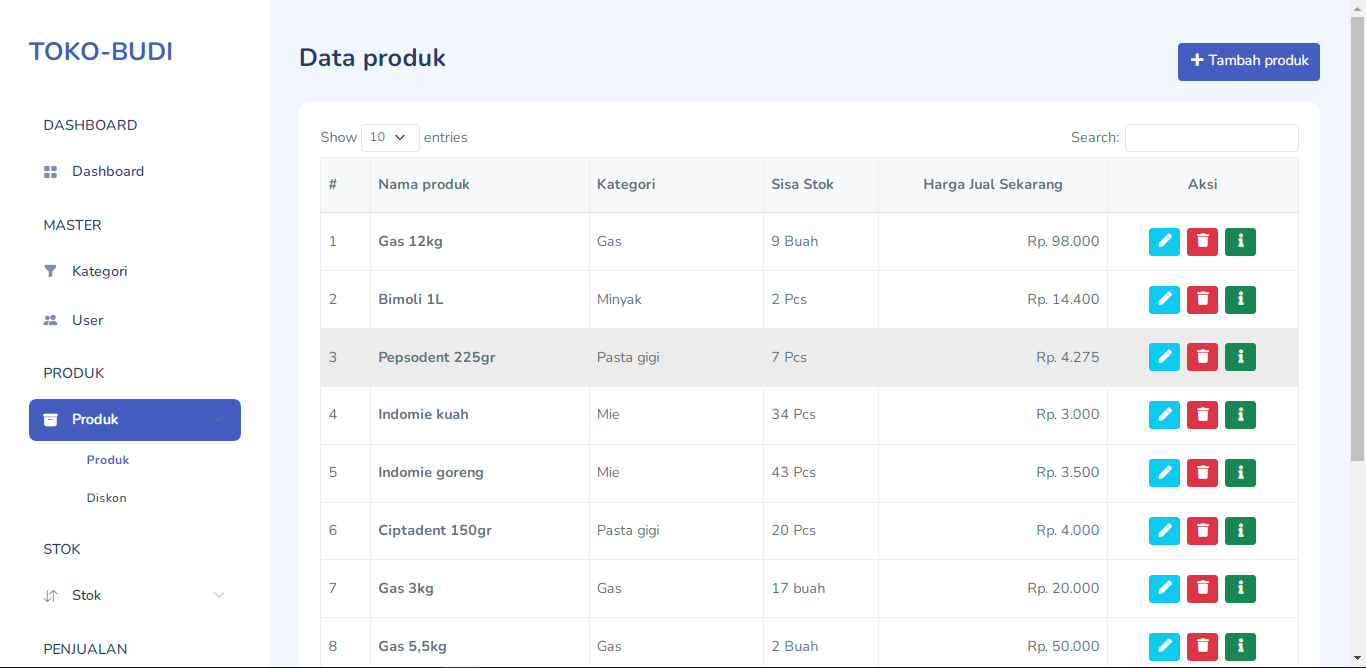 TOKO-BUDI
DASHBOARD
Dashboard
MASTER
Kategori
User
PRODUK
Produk
Produk
Diskon
STOK
Stok
PENJUALAN
Data produk
Tambah produk
Show 10 entries
Search:
# Nama produk Kategori Sisa Stok Harga Jual Sekarang Aksi
1 Gas 12kg Gas 9 Buah Rp. 98.000
2 Bimoli 1L Minyak 2 Pcs Rp. 14.400
3 Pepsodent 225gr Pasta gigi 7 Pcs Rp. 4.275
4 Indomie kuah Mie 34 Pcs Rp. 3.000
5 Indomie goreng Mie 43 Pcs Rp. 3.500
6 Ciptadent 150gr Pasta gigi 20 Pcs Rp. 4.000
7 Gas 3kg Gas 17 buah Rp. 20.000
8 Gas 5,5kg Gas 2 Buah Rp. 50.000